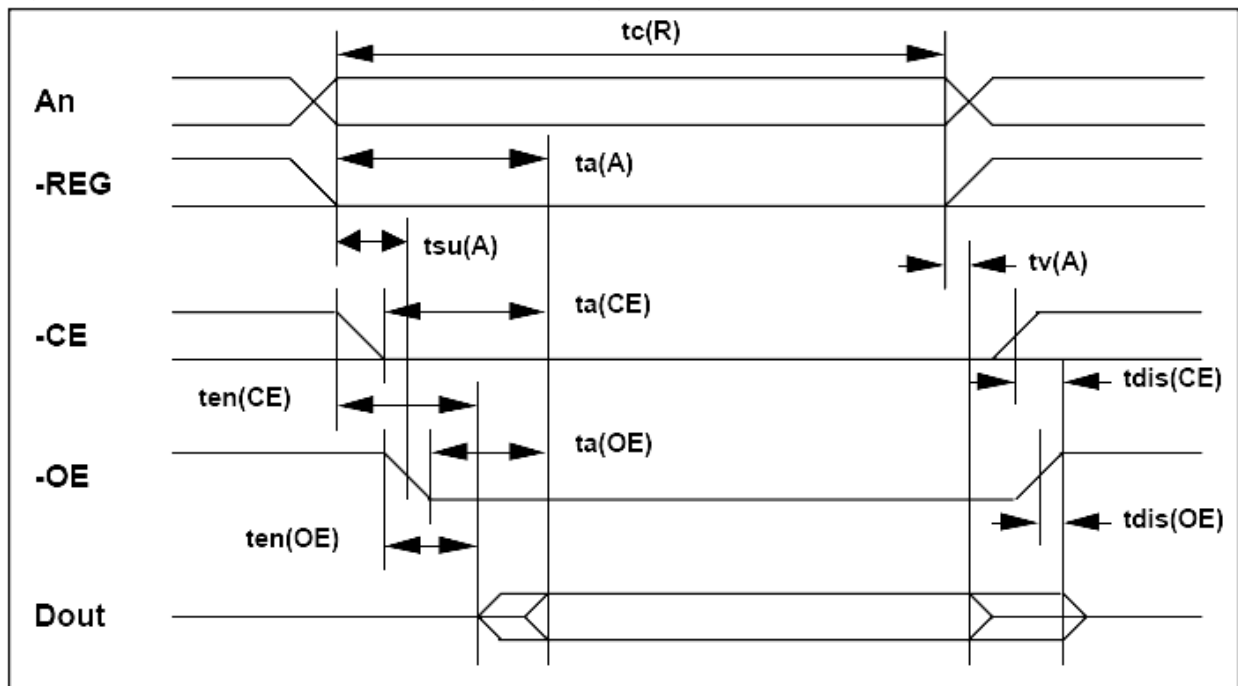 tc(R)
An
ta(A)
-REG
tsu(A)
tv(A)
ta(CE)
-CE
tdis(CE)
ten(CE)
ta(OE)
-OE
tdis(OE)
ten(OE)
Dout